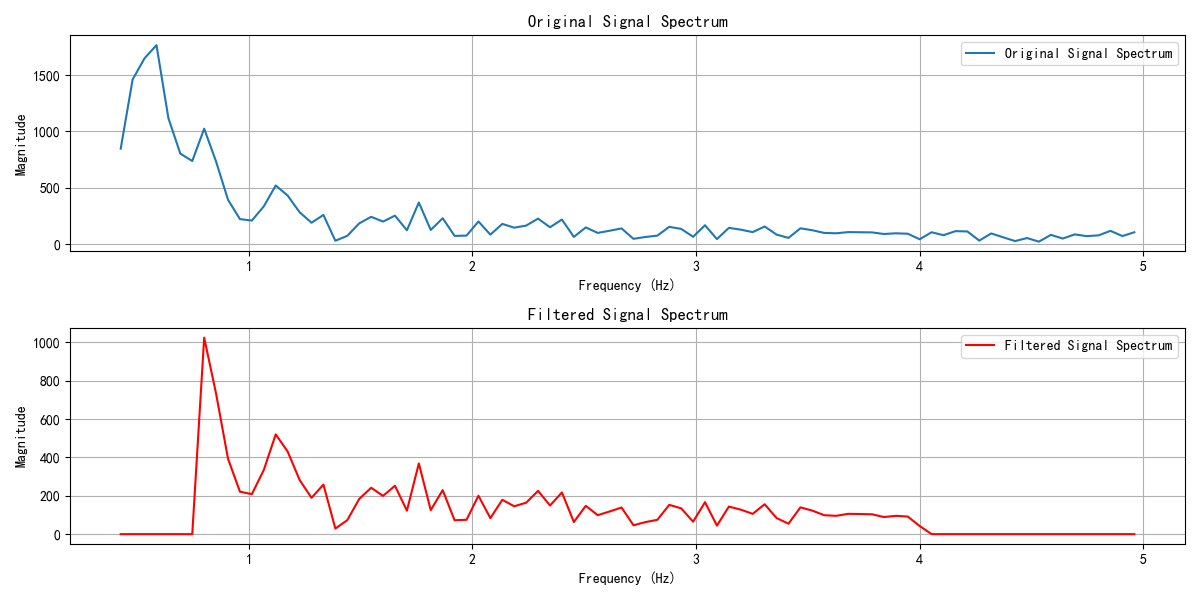 Original Signal Spectrum
Original Signal Spectrum
Magnitude
1500
1000
500
0
1 2 3 4 5
Frequency (Hz)
Filtered Signal Spectrum
Filtered Signal Spectrum
Magnitude
1000
800
600
400
200
0
1 2 3 4 5
Frequency (Hz)